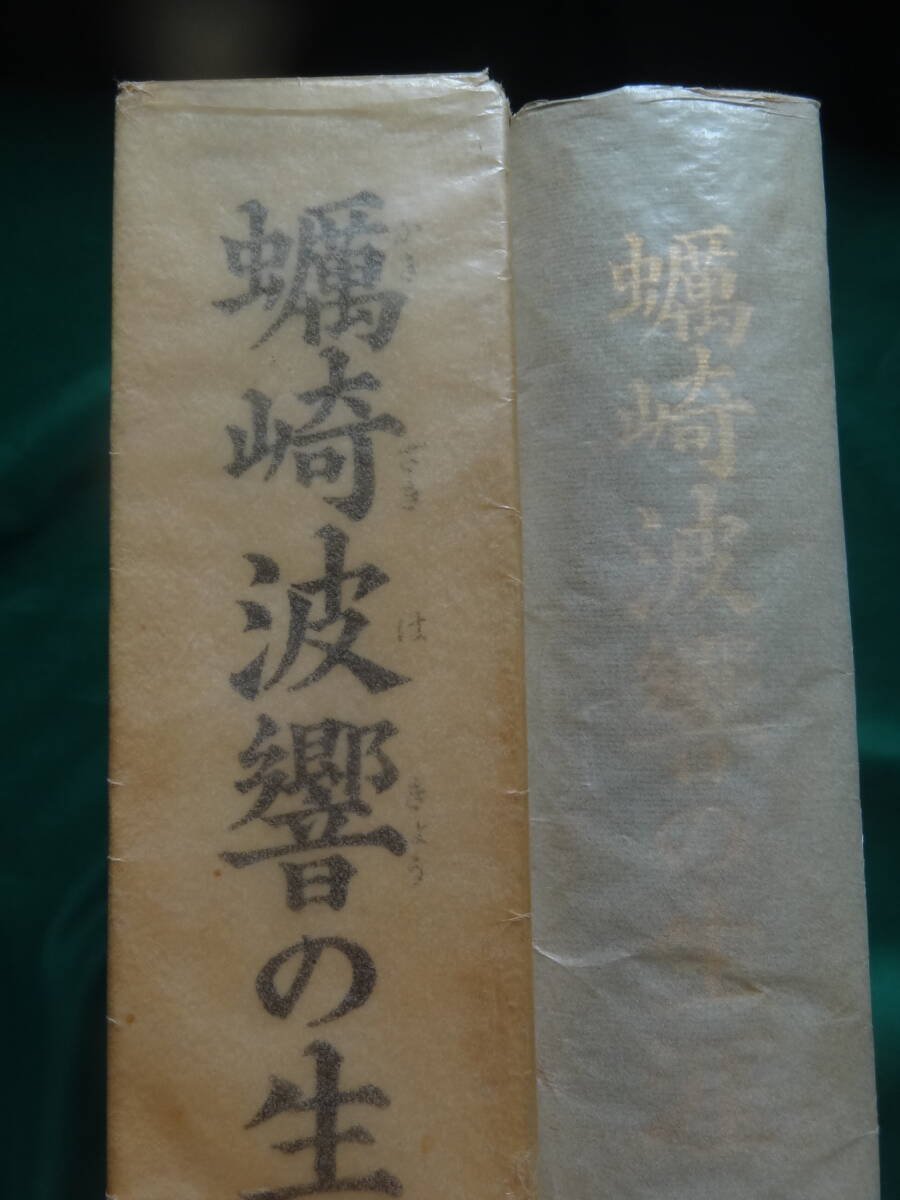 蠣崎波響の生
かき ざき は きょう
蠣崎波響の生